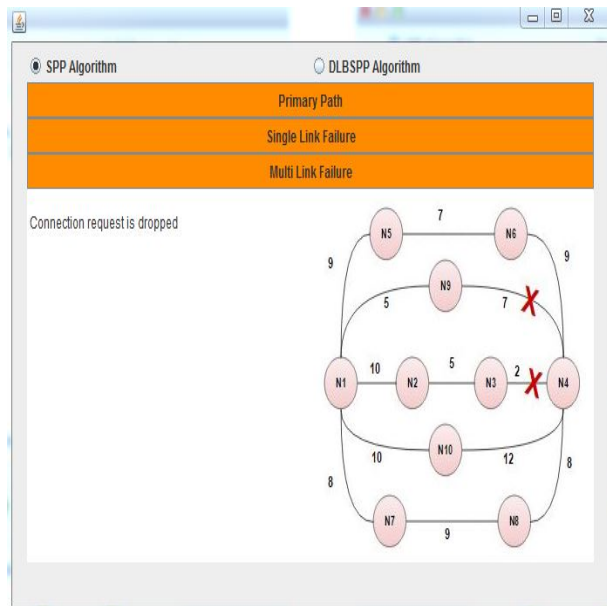 SPP Algorithm
DLBSPP Algorithm
Primary Path
Single Link Failure
Multi Link Failure
Connection request is dropped
7
N5
N6
9
9
N9
5
7
10
5
2
N1
N2
N3
N4
N10
10
12
8
8
N7
N8
9